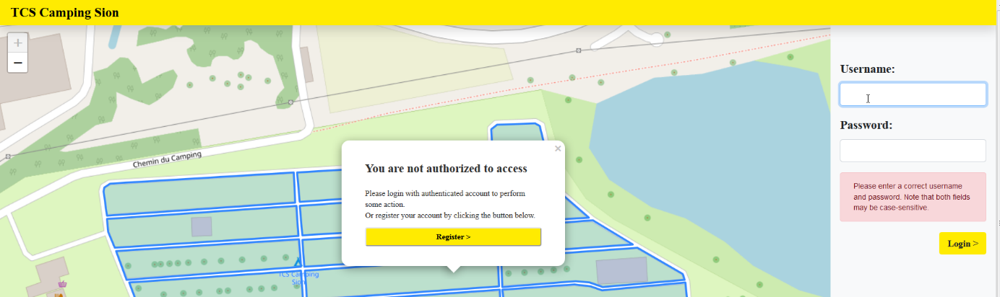 TCS Camping Sion
+
−
Chemin du Camping
×
You are not authorized to access
Please login with authenticated account to perform
some action.
Or register your account by clicking the button below.
Register >
TCS Camping
Sion
Username:
Password:
Please enter a correct username
and password. Note that both fields
may be case-sensitive.
Login >